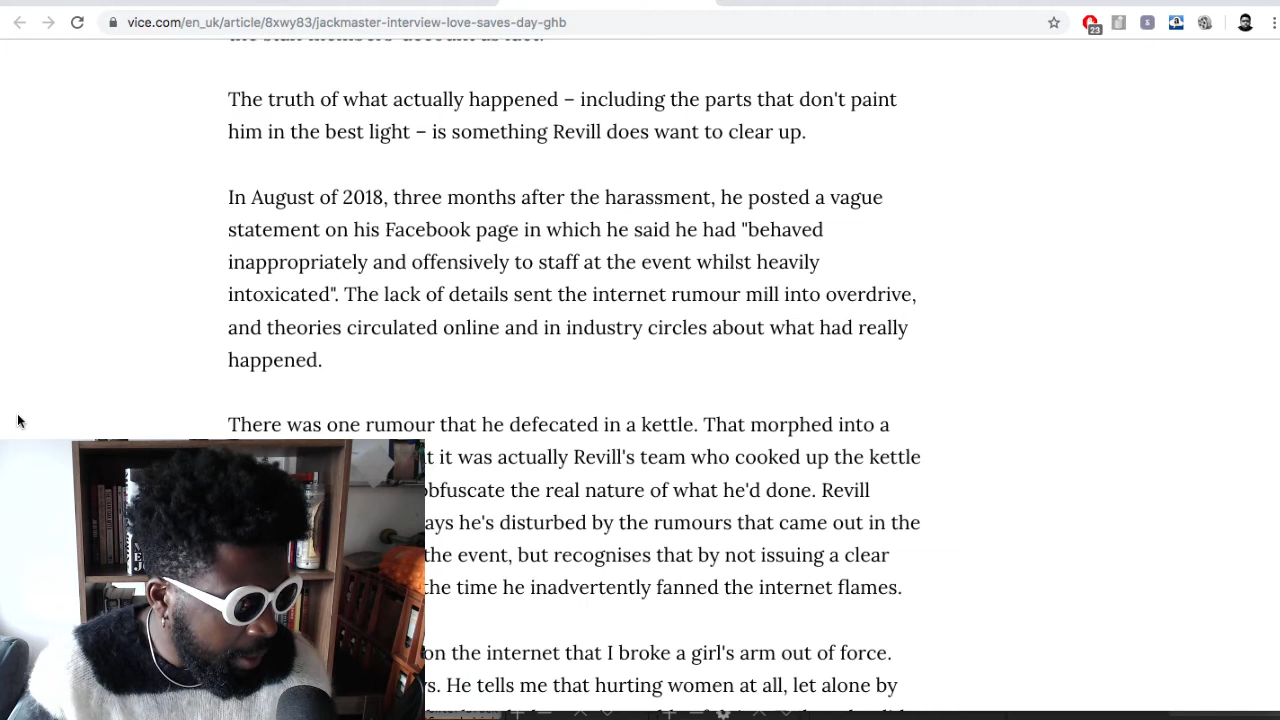 vice.com/en_uk/article/8xwy83/jackmaster-interview-love-saves-day-ghb
23
The truth of what actually happened – including the parts that don't paint
him in the best light – is something Revill does want to clear up.
In August of 2018, three months after the harassment, he posted a vague
statement on his Facebook page in which he said he had "behaved
inappropriately and offensively to staff at the event whilst heavily
intoxicated". The lack of details sent the internet rumour mill into overdrive,
and theories circulated online and in industry circles about what had really
happened.
There was one rumour that he defecated in a kettle. That morphed into a
t it was actually Revill's team who cooked up the kettle
obfuscate the real nature of what he'd done. Revill
ays he's disturbed by the rumours that came out in the
the event, but recognises that by not issuing a clear
the time he inadvertently fanned the internet flames.
on the internet that I broke a girl's arm out of force.
s. He tells me that hurting women at all, let alone by